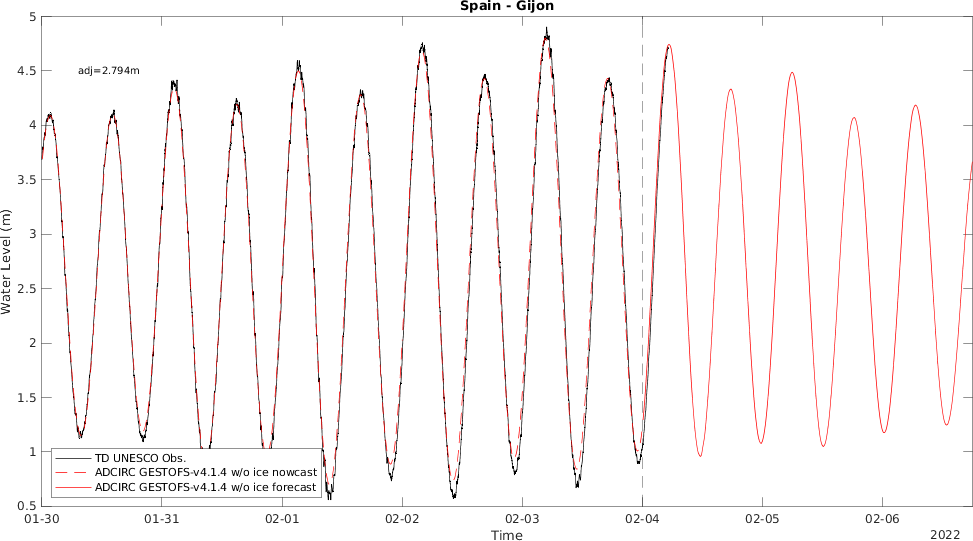 Spain - Gijon
5
4.5
4
3.5
3
2.5
2
1.5
1
0.5
Water Level (m)
adj=2.794m
TD UNESCO Obs.
ADCIRC GESTOFS-v4.1.4 w/o ice nowcast
ADCIRC GESTOFS-v4.1.4 w/o ice forecast
01-30 01-31 02-01 02-02 02-03 02-04 02-05 02-06
Time
2022